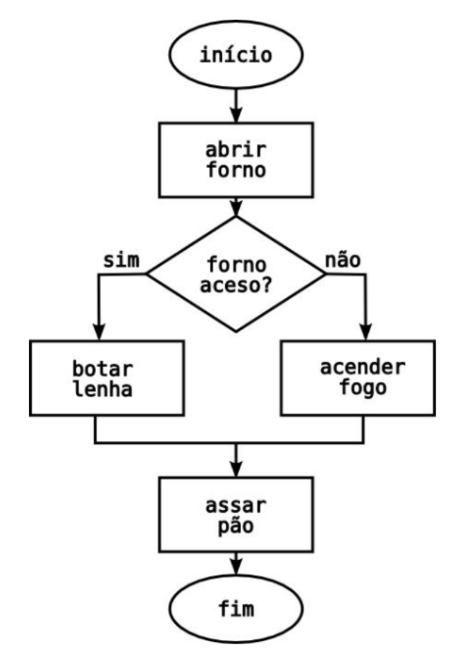 início
abrir
forno
sim
não
forno
aceso?
botar
lenha
acender
fogo
assar
pão
fim